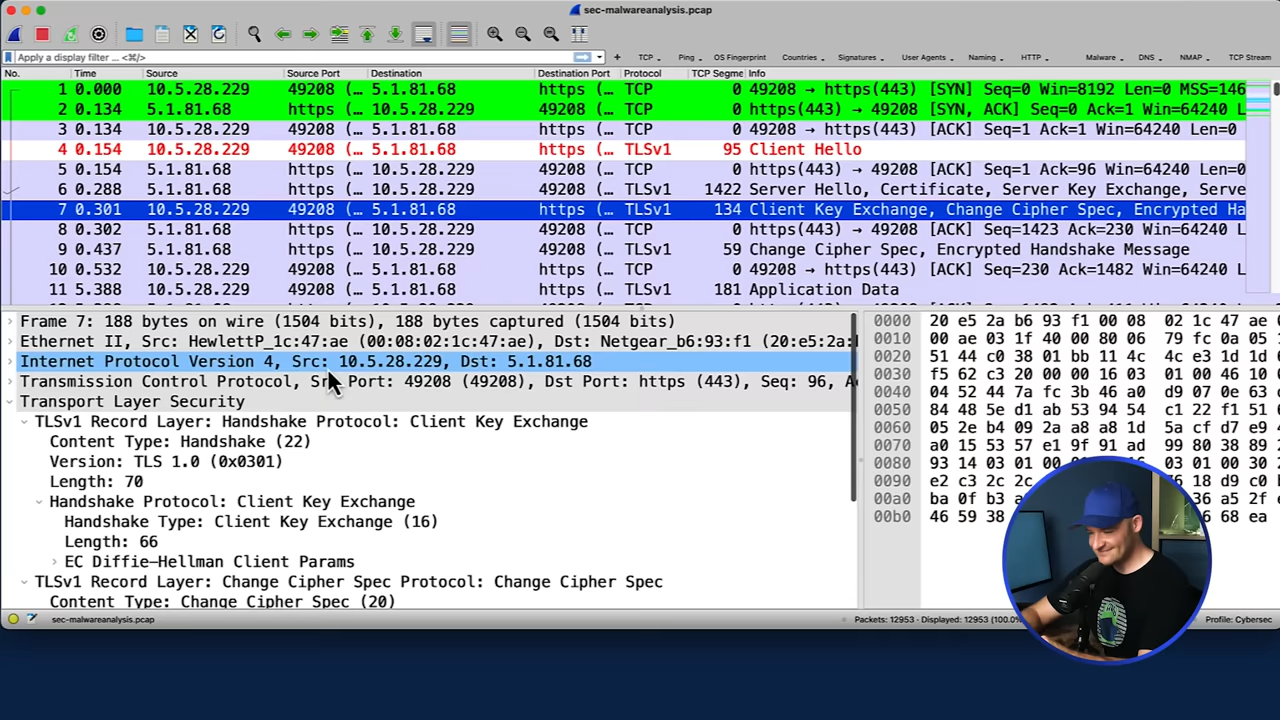 sec-malwareanalysis.pcap
Apply a display filter ... <⌘/>
+ TCP Ping OS Fingerprint Countries Signatures User Agents Naming HTTP Malware DNS NMAP TCP Stream
No. Time Source Source Port Destination Destination Port Protocol TCP Segme Info
1 0.000 10.5.28.229 49208 (… 5.1.81.68 https (… TCP 0 49208 → https(443) [SYN] Seq=0 Win=8192 Len=0 MSS=146
2 0.134 5.1.81.68 https (… 10.5.28.229 49208 (… TCP 0 https(443) → 49208 [SYN, ACK] Seq=0 Ack=1 Win=64240 L
3 0.134 10.5.28.229 49208 (… 5.1.81.68 https (… TCP 0 49208 → https(443) [ACK] Seq=1 Ack=1 Win=64240 Len=0
4 0.154 10.5.28.229 49208 (… 5.1.81.68 https (… TLSv1 95 Client Hello
5 0.154 5.1.81.68 https (… 10.5.28.229 49208 (… TCP 0 https(443) → 49208 [ACK] Seq=1 Ack=96 Win=64240 Len=0
6 0.288 5.1.81.68 https (… 10.5.28.229 49208 (… TLSv1 1422 Server Hello, Certificate, Server Key Exchange, Serve
7 0.301 10.5.28.229 49208 (… 5.1.81.68 https (… TLSv1 134 Client Key Exchange, Change Cipher Spec, Encrypted Ha
8 0.302 5.1.81.68 https (… 10.5.28.229 49208 (… TCP 0 https(443) → 49208 [ACK] Seq=1423 Ack=230 Win=64240 L
9 0.437 5.1.81.68 https (… 10.5.28.229 49208 (… TLSv1 59 Change Cipher Spec, Encrypted Handshake Message
10 0.532 10.5.28.229 49208 (… 5.1.81.68 https (… TCP 0 49208 → https(443) [ACK] Seq=230 Ack=1482 Win=64240 L
11 5.388 10.5.28.229 49208 (… 5.1.81.68 https (… TLSv1 181 Application Data
Frame 7: 188 bytes on wire (1504 bits), 188 bytes captured (1504 bits)
Ethernet II, Src: HewlettP_1c:47:ae (00:08:02:1c:47:ae), Dst: Netgear_b6:93:f1 (20:e5:2a:
Internet Protocol Version 4, Src: 10.5.28.229, Dst: 5.1.81.68
Transmission Control Protocol, Src Port: 49208 (49208), Dst Port: https (443), Seq: 96, A
Transport Layer Security
TLSv1 Record Layer: Handshake Protocol: Client Key Exchange
Content Type: Handshake (22)
Version: TLS 1.0 (0x0301)
Length: 70
Handshake Protocol: Client Key Exchange
Handshake Type: Client Key Exchange (16)
Length: 66
EC Diffie-Hellman Client Params
TLSv1 Record Layer: Change Cipher Spec Protocol: Change Cipher Spec
Content Type: Change Cipher Spec (20)
0000 20 e5 2a b6 93 f1 00 08 02 1c 47 ae
0010 00 ae 03 1f 40 00 80 06 79 fc 0a 05
0020 51 44 c0 38 01 bb 11 4c 4c e3 1d 1d
0030 f5 62 c3 20 00 00 16 03 01 00 46 10
0040 04 52 44 7a fc 3b 46 a0 d9 07 0e 63
0050 84 48 5e d1 ab 53 94 54 c1 22 f1 51
0060 05 2e b4 09 2a a8 a8 1d 5a cf d7 e9
0070 a0 15 53 57 e1 9f 91 ad 99 80 38 89
0080 93 14 03 01 00 03 01 00 30
0090 e2 c3 2c 2c 18 d9 c0
00a0 ba 0f b3 36 a5 2f
00b0 46 59 38 68 ea
sec-malwareanalysis.pcap
Packets: 12953 · Displayed: 12953 (100.0%
Profile: Cybersec